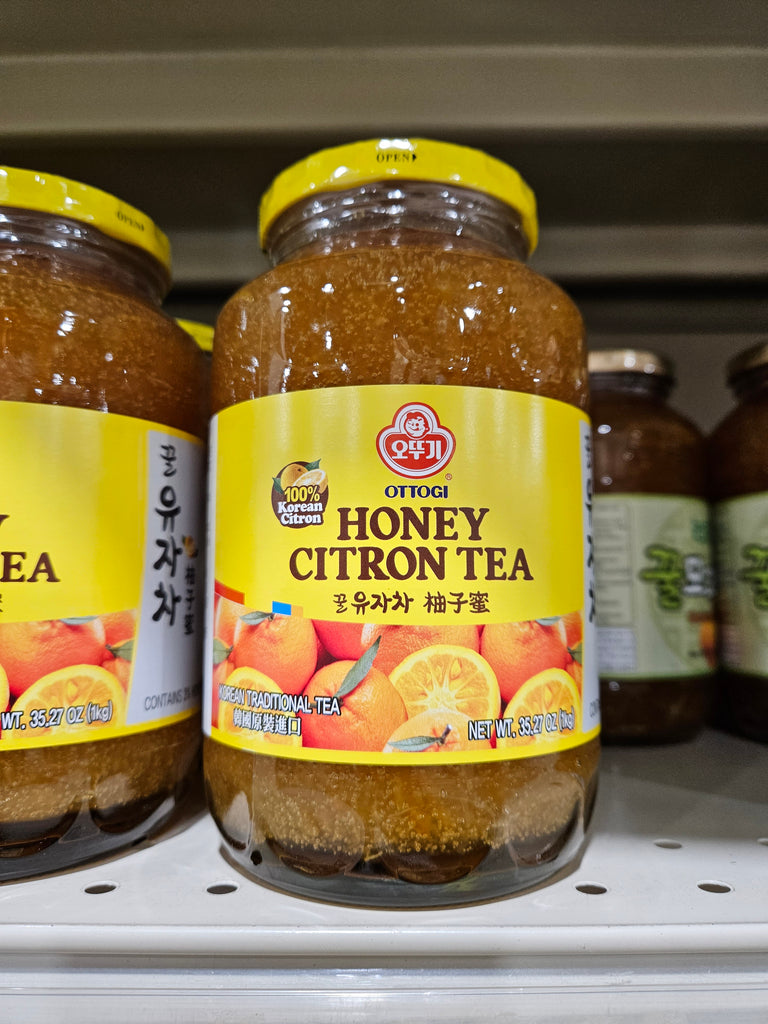 OPEN
오뚜기
®
OTTOGI
100%
Korean
Citron
HONEY
CITRON TEA
꿀유자차 柚子蜜
KOREAN TRADITIONAL TEA
韓國原裝進口
NET WT. 35.27 OZ (1kg)
OPEN
EA
꿀유자차
柚子蜜
WT. 35.27 OZ (1kg)
CONTAINS
꿀